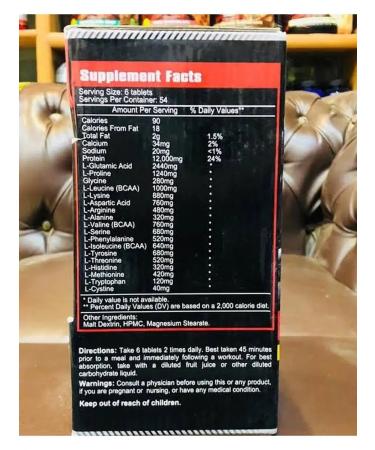 Supplement Facts
Serving Size: 6 tablets
Servings Per Container: 54
Amount Per Serving % Daily Values**
Calories 90
Calories From Fat 18
Total Fat 2g 1.5%
Calcium 34mg 2%
Sodium 20mg <1%
Protein 12,000mg 24%
L-Glutamic Acid 2440mg *
L-Proline 1240mg *
Glycine 280mg *
L-Leucine (BCAA) 1000mg *
L-Lysine 880mg *
L-Aspartic Acid 760mg *
L-Arginine 480mg *
L-Alanine 320mg *
L-Valine (BCAA) 760mg *
L-Serine 680mg *
L-Phenylalanine 520mg *
L-Isoleucine (BCAA) 640mg *
L-Tyrosine 680mg *
L-Threonine 520mg *
L-Histidine 320mg *
L-Methionine 420mg *
L-Tryptophan 120mg *
L-Cystine 40mg *
* Daily value is not available.
** Percent Daily Values (DV) are based on a 2,000 calorie diet.
Other Ingredients:
Malt Dextrin, HPMC, Magnesium Stearate.
Directions: Take 6 tablets 2 times daily. Best taken 45 minutes
prior to a meal and immediately following a workout. For best
absorption, take with a diluted fruit juice or other diluted
carbohydrate liquid.
Warnings: Consult a physician before using this or any product,
if you are pregnant or nursing, or have any medical condition.
Keep out of reach of children.